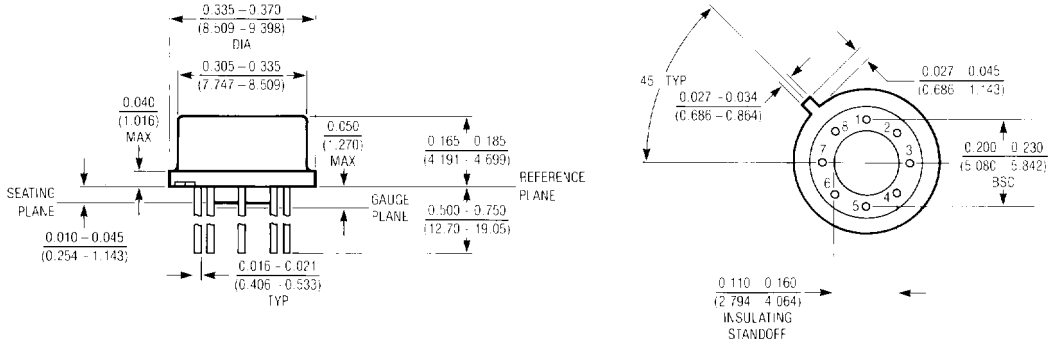 0.335 – 0.370
(8.509 – 9.398)
DIA
0.305 – 0.335
(7.747 – 8.509)
0.040
(1.016)
MAX
0.050
(1.270)
MAX
0.165 0.185
(4.191 - 4.699)
REFERENCE
PLANE
SEATING
PLANE
GAUGE
PLANE
0.500 – 0.750
(12.70 - 19.05)
0.010 – 0.045
(0.254 - 1.143)
0.016 – 0.021
(0.406 - 0.533)
TYP
45 TYP
0.027 - 0.034
(0.686 - 0.864)
0.027 0.045
(0.686 1.143)
1
2
3
4
5
6
7
8
0.200 0.230
(5.080 5.842)
BSC
0.110 0.160
(2.794 4.064)
INSULATING
STANDOFF